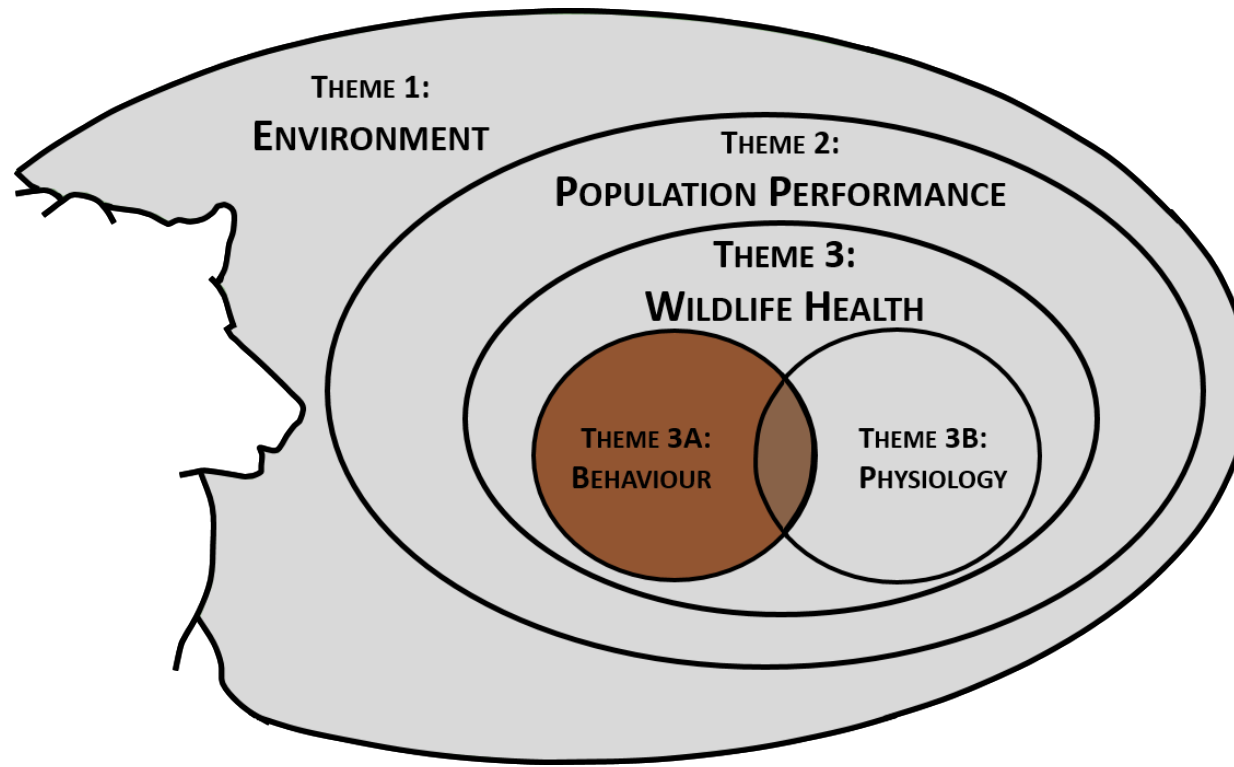 Theme 1:
Environment
Theme 2:
Population Performance
Theme 3:
Wildlife Health
Theme 3A:
Behaviour
Theme 3B:
Physiology